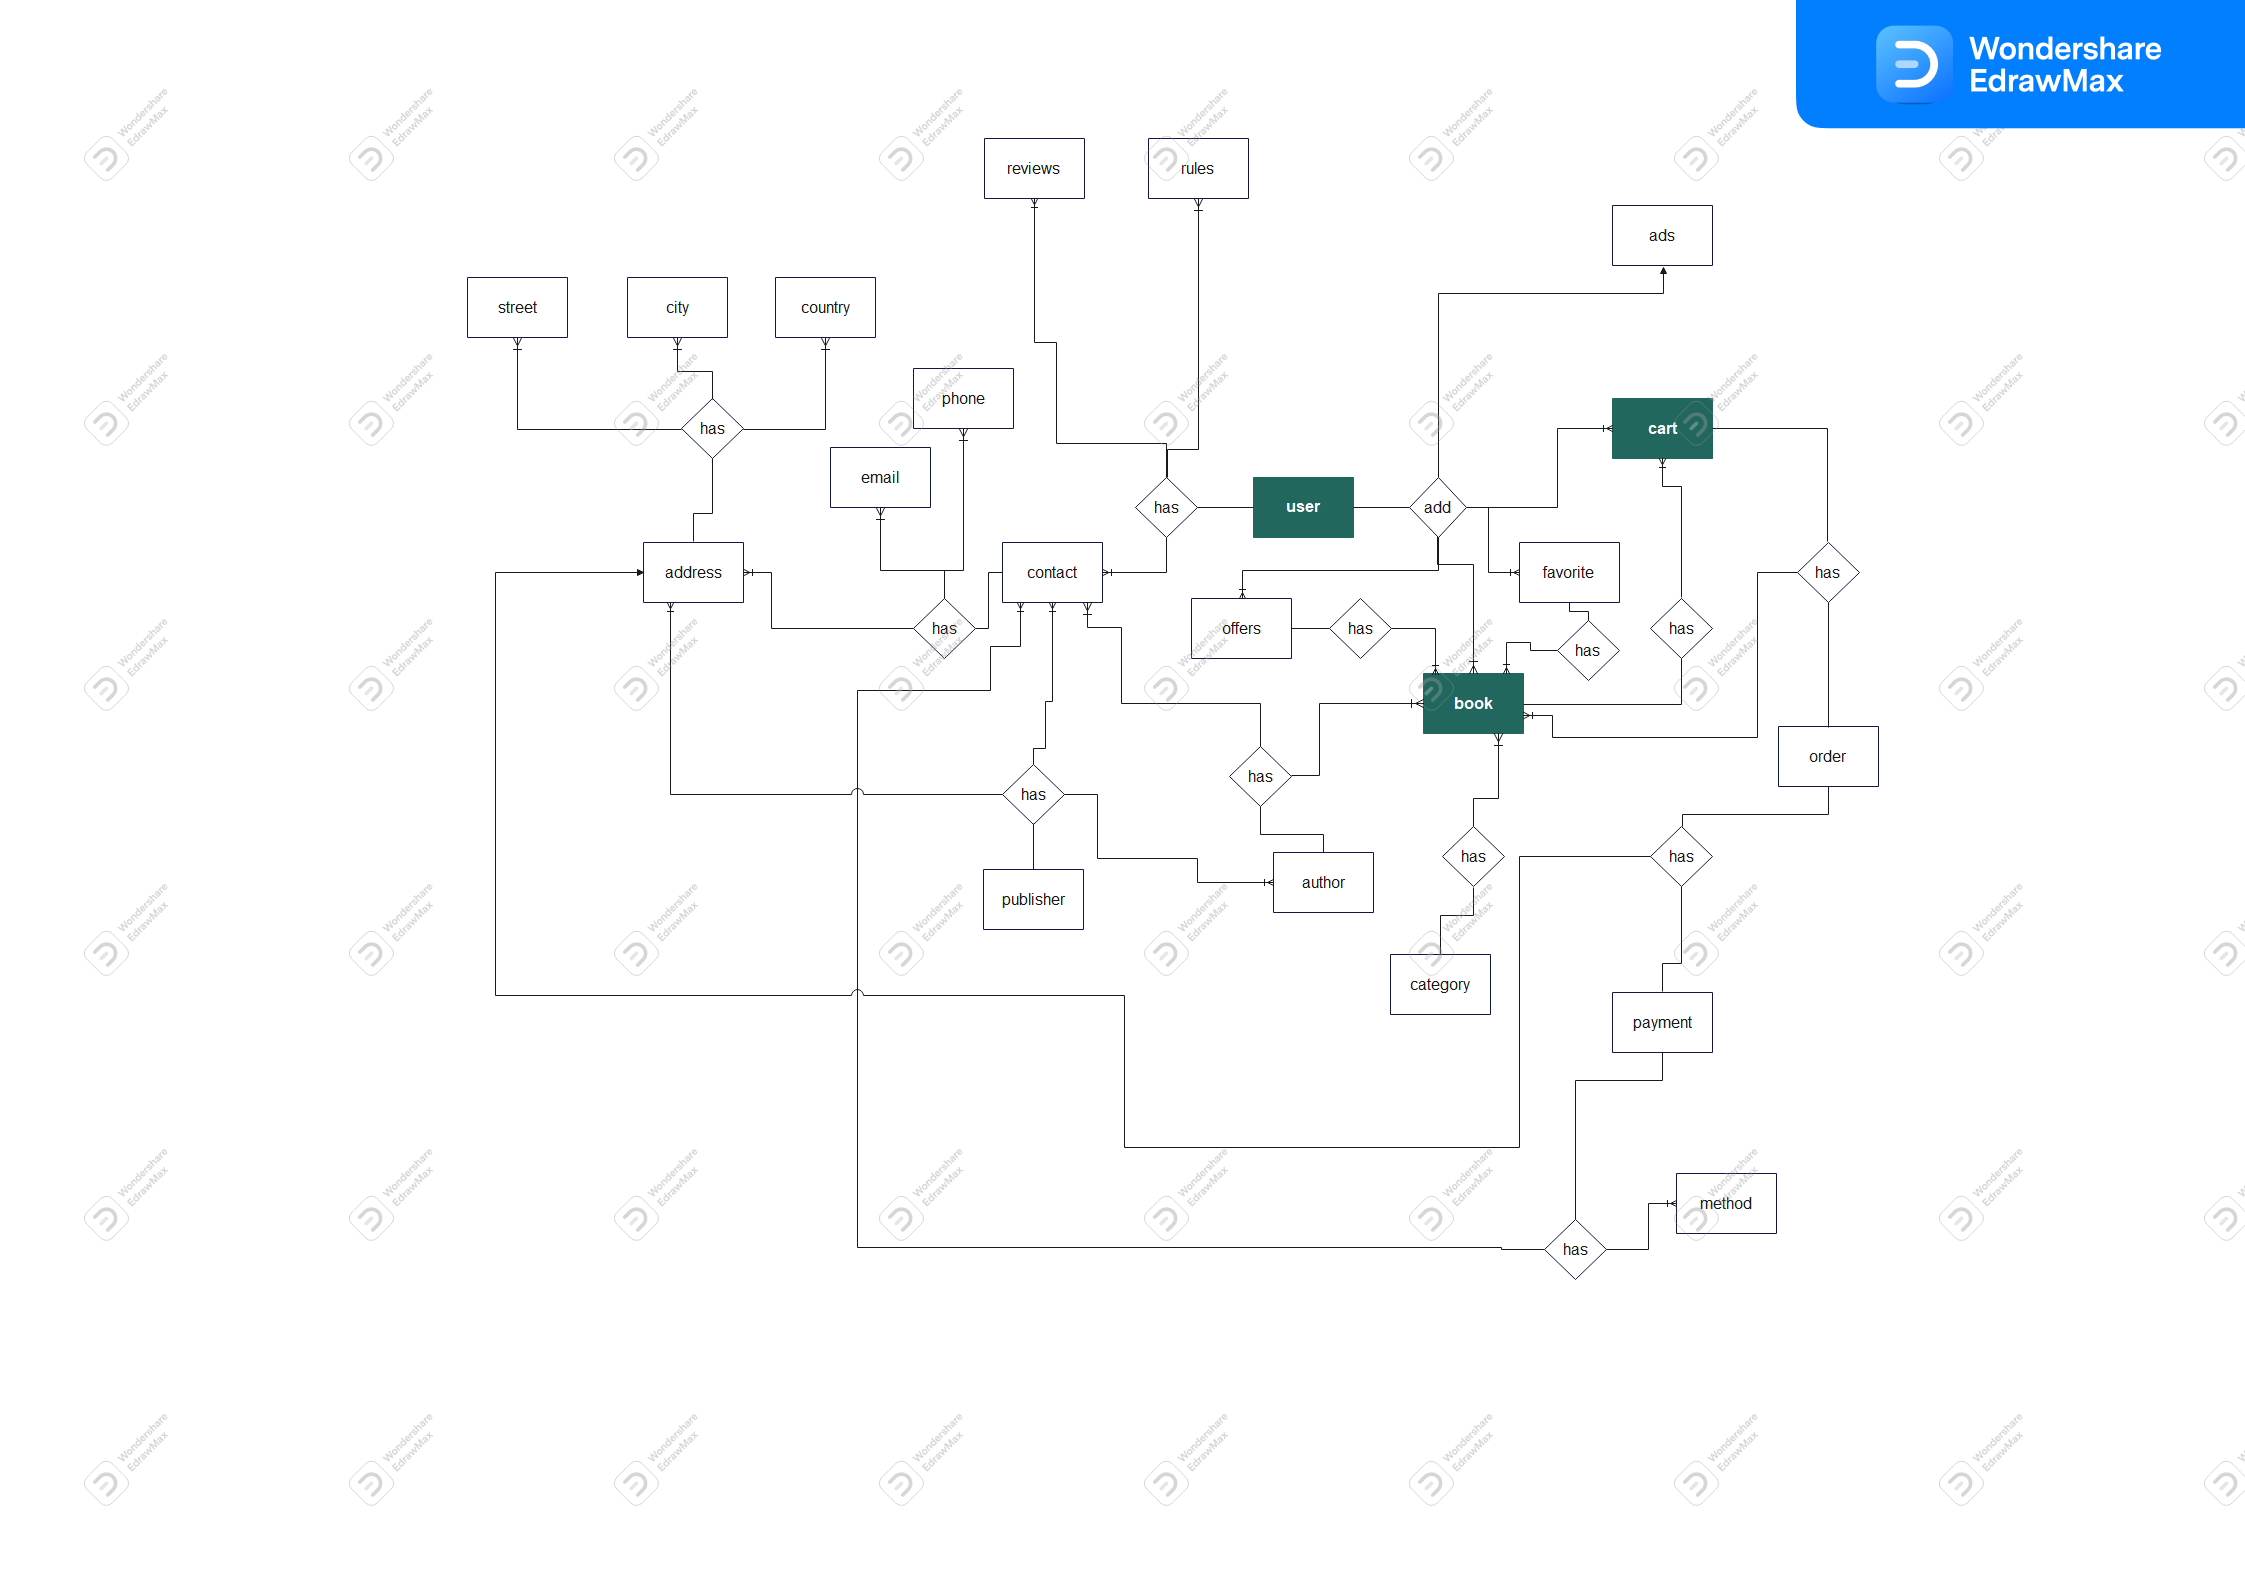 Wondershare
EdrawMax
reviews
rules
ads
street
city
country
phone
cart
has
email
has
user
add
address
contact
favorite
has
has
offers
has
has
has
book
order
has
has
has
has
author
publisher
category
payment
method
has